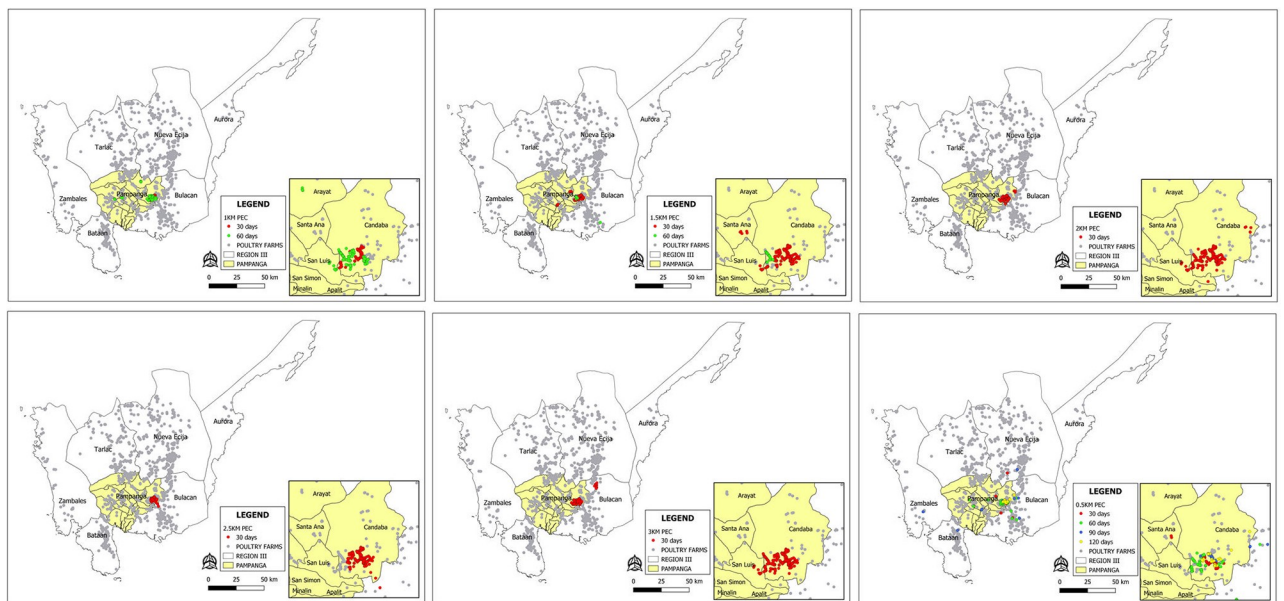 Aurora
Nueva Ecija
Tarlac
Pampanga
Zambales
Bulacan
Bataan
LEGEND
1KM PEC
30 days
60 days
POULTRY FARMS
REGION III
PAMPANGA
0 25 50 km
Arayat
Santa Ana
Candaba
San Luis
San Simon
Minalin Apalit
Aurora
Nueva Ecija
Tarlac
Pampanga
Zambales
Bulacan
Bataan
LEGEND
1.5KM PEC
30 days
60 days
POULTRY FARMS
REGION III
PAMPANGA
0 25 50 km
Arayat
Santa Ana
Candaba
San Luis
San Simon
Minalin Apalit
Aurora
Nueva Ecija
Tarlac
Pampanga
Zambales
Bulacan
Bataan
LEGEND
2KM PEC
30 days
POULTRY FARMS
REGION III
PAMPANGA
0 25 50 km
Arayat
Santa Ana
Candaba
San Luis
San Simon
Minalin Apalit
Aurora
Nueva Ecija
Tarlac
Pampanga
Zambales
Bulacan
Bataan
LEGEND
2.5KM PEC
30 days
POULTRY FARMS
REGION III
PAMPANGA
0 25 50 km
Arayat
Santa Ana
Candaba
San Luis
San Simon
Minalin Apalit
Aurora
Nueva Ecija
Tarlac
Pampanga
Zambales
Bulacan
Bataan
LEGEND
3KM PEC
30 days
POULTRY FARMS
REGION III
PAMPANGA
0 25 50 km
Arayat
Santa Ana
Candaba
San Luis
San Simon
Minalin Apalit
Aurora
Nueva Ecija
Tarlac
Pampanga
Zambales
Bulacan
Bataan
LEGEND
0.5KM PEC
30 days
60 days
90 days
120 days
POULTRY FARMS
REGION III
PAMPANGA
0 25 50 km
Arayat
Santa Ana
Candaba
San Luis
San Simon
Minalin Apalit